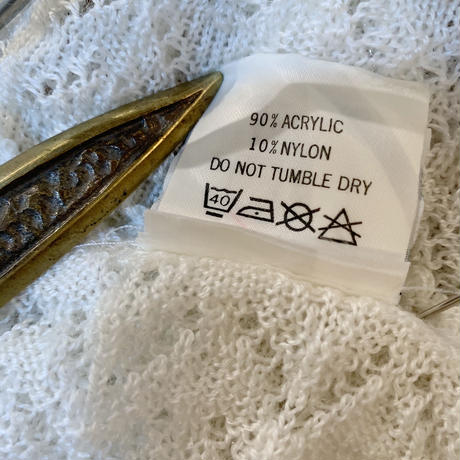 90% ACRYLIC
10% NYLON
DO NOT TUMBLE DRY
40